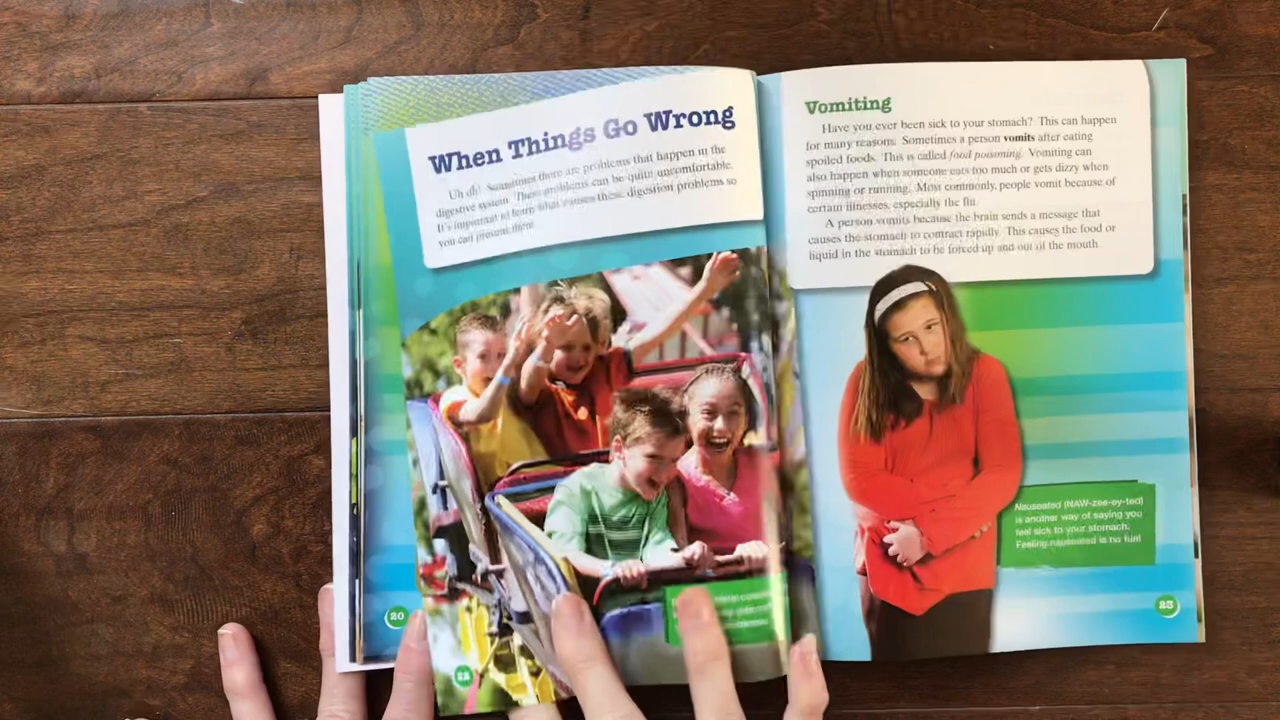 When Things Go Wrong
Uh oh! Sometimes there are problems that happen in the
digestive system. These problems can be quite uncomfortable.
It's important to learn what causes these digestion problems so
you can prevent them.
20
22
Vomiting
Have you ever been sick to your stomach? This can happen
for many reasons. Sometimes a person vomits after eating
spoiled foods. This is called food poisoning. Vomiting can
also happen when someone eats too much or gets dizzy when
spinning or running. Most commonly, people vomit because of
certain illnesses, especially the flu.
A person vomits because the brain sends a message that
causes the stomach to contract rapidly. This causes the food or
liquid in the stomach to be forced up and out of the mouth.
Nauseated (NAW-zee-ey-ted)
is another way of saying you
feel sick to your stomach.
Feeling nauseated is no fun!
23